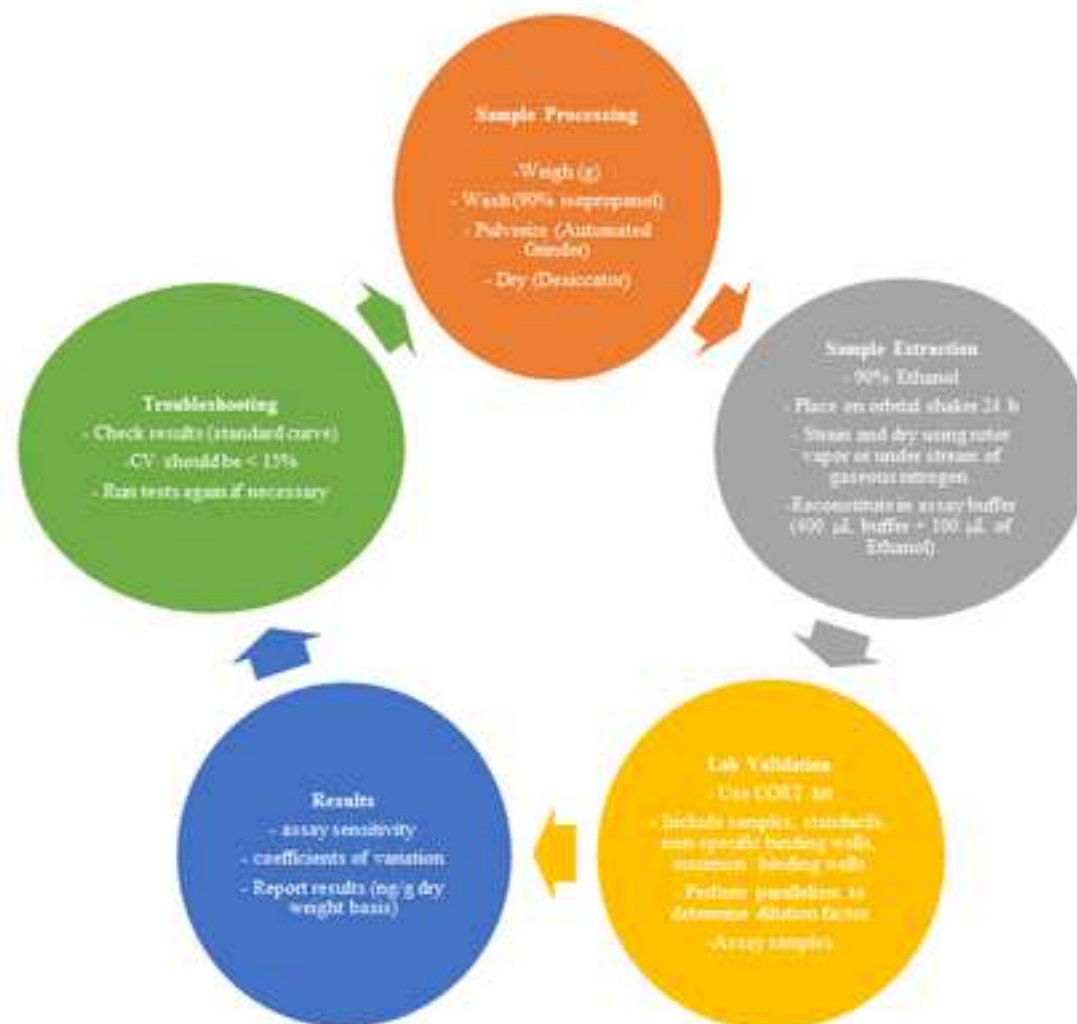 Sample Processing
-Weigh (g)
- Wash (90% isopropanol)
- Pulverize (Automated
Grinder)
- Dry (Desiccator)
Sample Extraction
- 90% Ethanol
- Place on orbital shaker 24 h
- Strain and dry using rotor
vapor or under stream of
gaseous nitrogen
-Reconstitute in assay buffer
(400 µL buffer + 100 µL of
Ethanol)
Lab Validation
- Use CORT kit
- Include samples, standards,
non-specific binding wells,
maximum binding wells
-Perform parallelism to
determine dilution factor
-Assay samples
Results
- assay sensitivity
- coefficients of variation
- Report results (ng/g dry
weight basis)
Troubleshooting
- Check results (standard curve)
-CV should be < 15%
- Run tests again if necessary